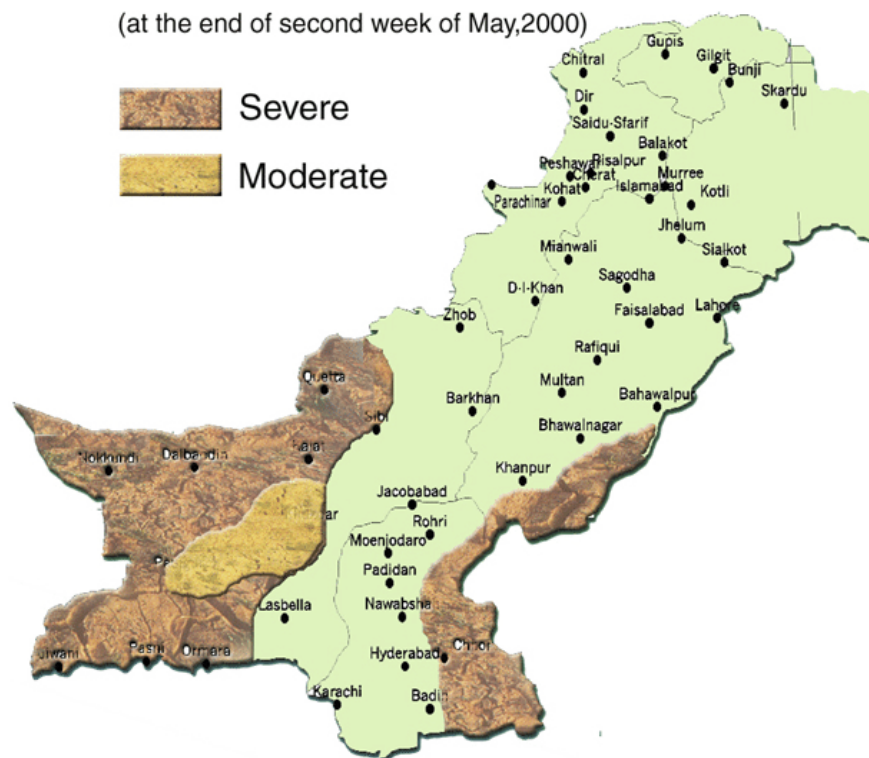 (at the end of second week of May,2000)
Severe
Moderate
Gupis
Gilgit
Chitral
Bunji
Skardu
Dir
Saidu-Sfarif
Balakot
Peshawar
Risalpur
Cherat
Murree
Islamabad
Kohat
Parachinar
Kotli
Jhelum
Mianwali
Sialkot
Sagodha
D-I-Khan
Lahore
Faisalabad
Zhob
Rafiqui
Quetta
Multan
Bahawalpur
Barkhan
Sibi
Bhawalnagar
Kalat
Nokkundi
Dalbandin
Khanpur
Jacobabad
Rohri
Moenjodaro
Padidan
Lasbella
Nawabsha
Jiwani
Pasni
Ormara
Hyderabad
Chhor
Karachi
Badin